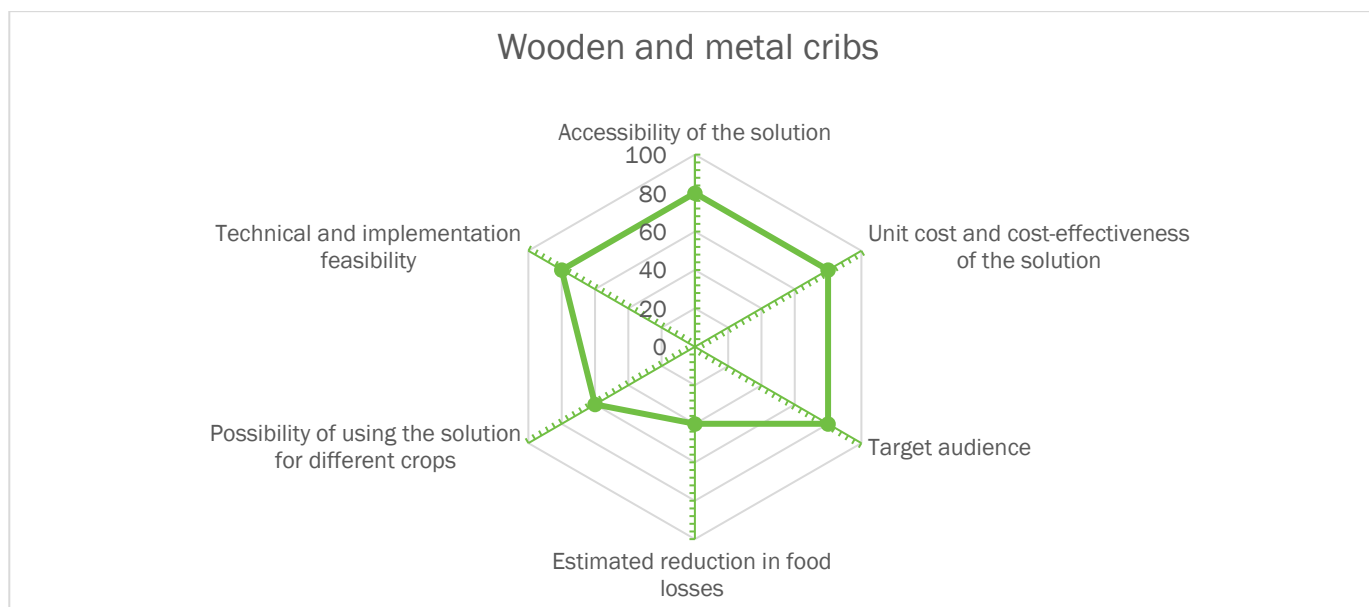 Wooden and metal cribs
Accessibility of the solution
100
80
60
40
20
0
Technical and implementation
feasibility
Unit cost and cost-effectiveness
of the solution
Possibility of using the solution
for different crops
Target audience
Estimated reduction in food
losses